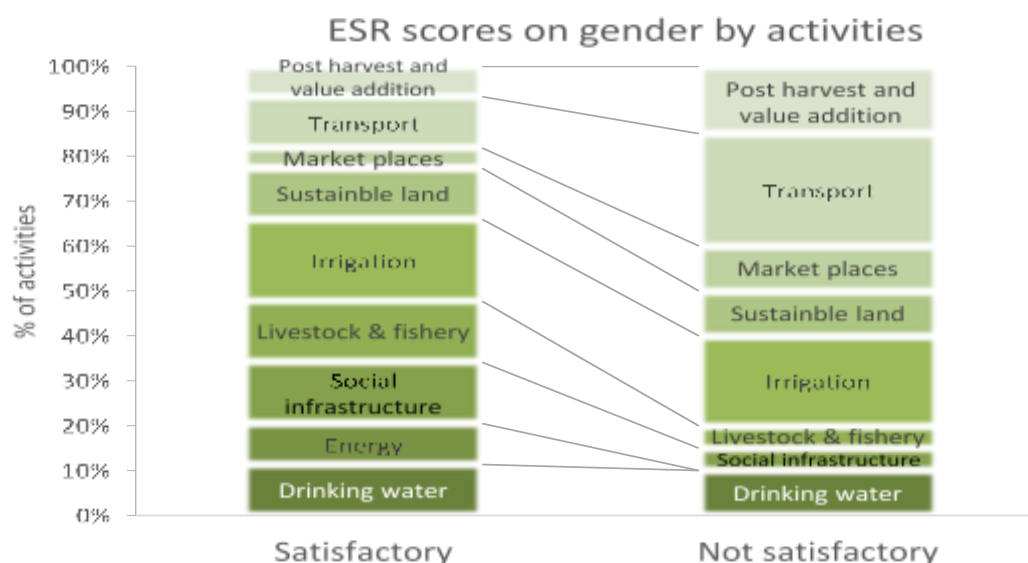 ESR scores on gender by activities
% of activities
100%
90%
80%
70%
60%
50%
40%
30%
20%
10%
0%
Post harvest and
value addition
Transport
Market places
Sustainble land
Irrigation
Livestock & fishery
Social
infrastructure
Energy
Drinking water
Post harvest and
value addition
Transport
Market places
Sustainble land
Irrigation
Livestock & fishery
Social infrastructure
Drinking water
Satisfactory
Not satisfactory